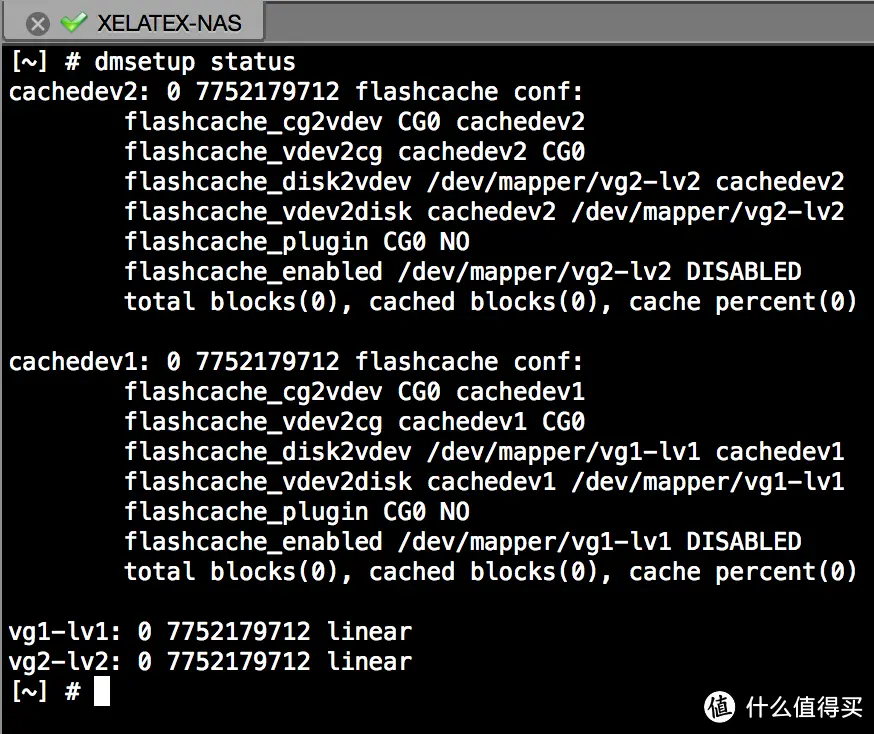 XELATEX-NAS
[~] # dmsetup status
cachedev2: 0 7752179712 flashcache conf:
        flashcache_cg2vdev CG0 cachedev2
        flashcache_vdev2cg cachedev2 CG0
        flashcache_disk2vdev /dev/mapper/vg2-lv2 cachedev2
        flashcache_vdev2disk cachedev2 /dev/mapper/vg2-lv2
        flashcache_plugin CG0 NO
        flashcache_enabled /dev/mapper/vg2-lv2 DISABLED
        total blocks(0), cached blocks(0), cache percent(0)

cachedev1: 0 7752179712 flashcache conf:
        flashcache_cg2vdev CG0 cachedev1
        flashcache_vdev2cg cachedev1 CG0
        flashcache_disk2vdev /dev/mapper/vg1-lv1 cachedev1
        flashcache_vdev2disk cachedev1 /dev/mapper/vg1-lv1
        flashcache_plugin CG0 NO
        flashcache_enabled /dev/mapper/vg1-lv1 DISABLED
        total blocks(0), cached blocks(0), cache percent(0)

vg1-lv1: 0 7752179712 linear
vg2-lv2: 0 7752179712 linear
[~] #
值 什么值得买